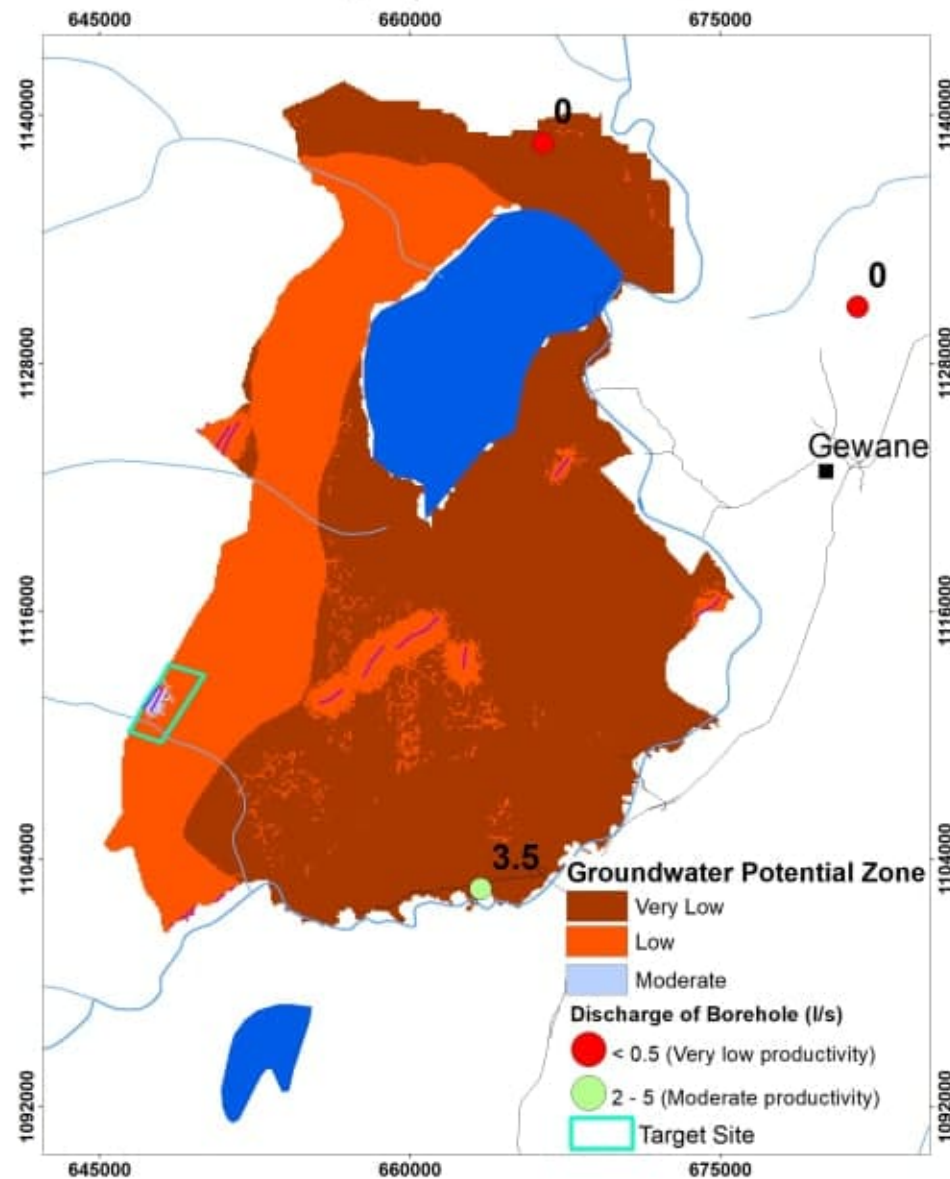 645000 660000 675000
1140000 1140000
0
0
1128000 1128000
Gewane
1116000 1116000
3.5
1104000 1104000
Groundwater Potential Zone
Very Low
Low
Moderate
Discharge of Borehole (l/s)
< 0.5 (Very low productivity)
2 - 5 (Moderate productivity)
Target Site
1092000 1092000
645000 660000 675000